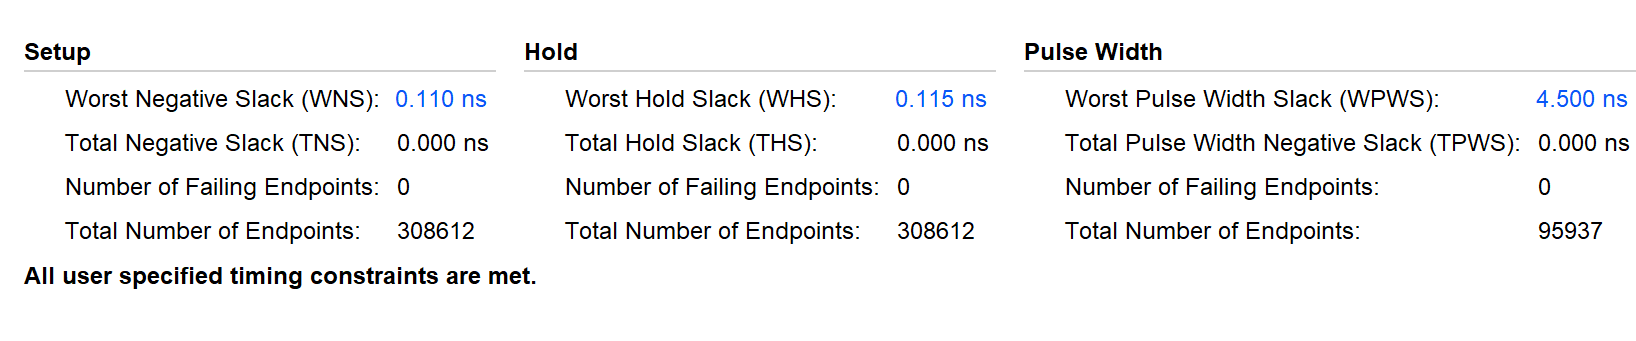 Setup
Worst Negative Slack (WNS): 0.110 ns
Total Negative Slack (TNS): 0.000 ns
Number of Failing Endpoints: 0
Total Number of Endpoints: 308612
Hold
Worst Hold Slack (WHS): 0.115 ns
Total Hold Slack (THS): 0.000 ns
Number of Failing Endpoints: 0
Total Number of Endpoints: 308612
Pulse Width
Worst Pulse Width Slack (WPWS): 4.500 ns
Total Pulse Width Negative Slack (TPWS): 0.000 ns
Number of Failing Endpoints: 0
Total Number of Endpoints: 95937
All user specified timing constraints are met.